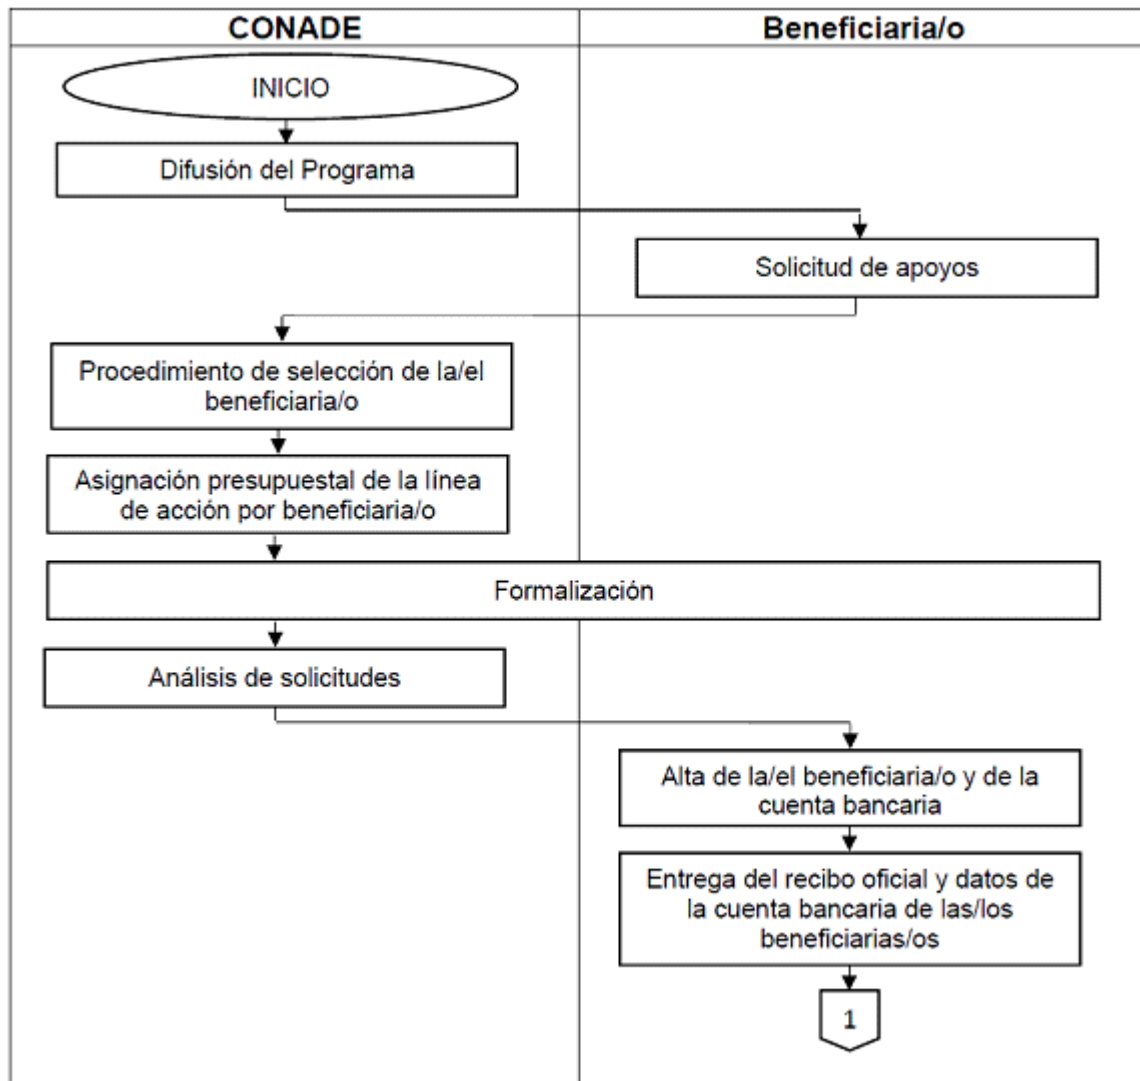 CONADE
Beneficiaria/o
INICIO
Difusión del Programa
Solicitud de apoyos
Procedimiento de selección de la/el
beneficiaria/o
Asignación presupuestal de la línea
de acción por beneficiaria/o
Formalización
Análisis de solicitudes
Alta de la/el beneficiaria/o y de la
cuenta bancaria
Entrega del recibo oficial y datos de
la cuenta bancaria de las/los
beneficiarias/os
1